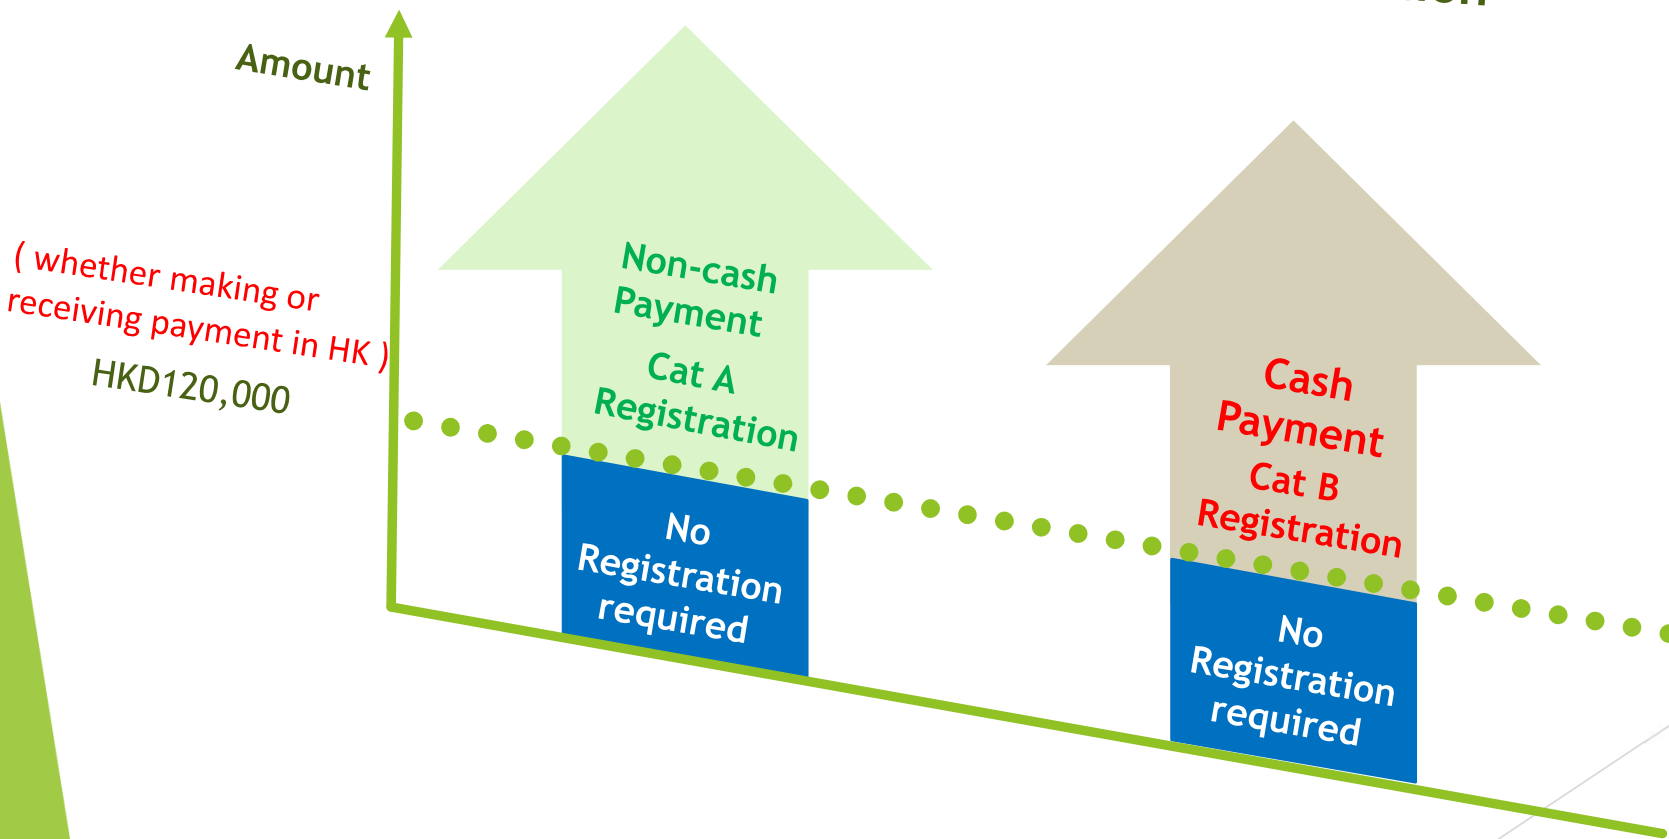 Amount
( whether making or
receiving payment in HK )
HKD120,000
Non-cash
Payment
Cat A
Registration
No
Registration
required
Cash
Payment
Cat B
Registration
No
Registration
required